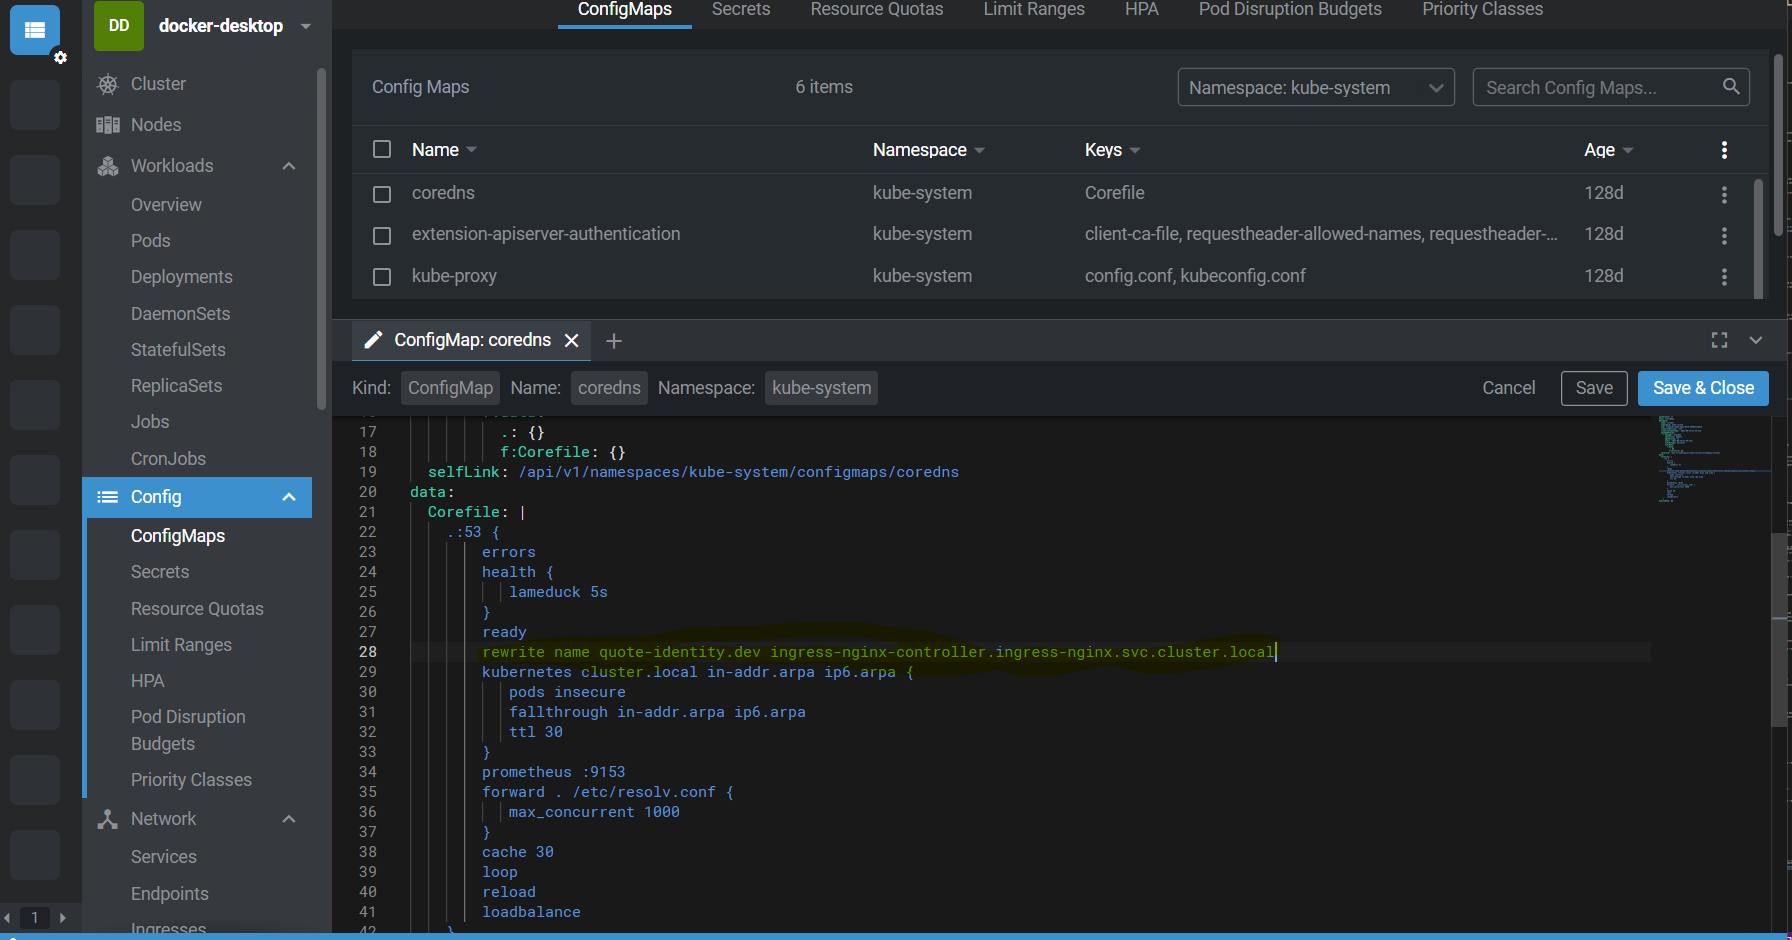 DD docker-desktop
ConfigMaps Secrets Resource Quotas Limit Ranges HPA Pod Disruption Budgets Priority Classes
Cluster
Nodes
Workloads
Overview
Pods
Deployments
DaemonSets
StatefulSets
ReplicaSets
Jobs
CronJobs
Config
ConfigMaps
Secrets
Resource Quotas
Limit Ranges
HPA
Pod Disruption
Budgets
Priority Classes
Network
Services
Endpoints
Ingresses
1
Config Maps 6 items Namespace: kube-system Search Config Maps...
Name Namespace Keys Age
coredns kube-system Corefile 128d
extension-apiserver-authentication kube-system client-ca-file, requestheader-allowed-names, requestheader-... 128d
kube-proxy kube-system config.conf, kubeconfig.conf 128d
ConfigMap: coredns
Kind: ConfigMap Name: coredns Namespace: kube-system Cancel Save Save & Close
17 .: {}
18 f:Corefile: {}
19 selfLink: /api/v1/namespaces/kube-system/configmaps/coredns
20 data:
21 Corefile: |
22 .:53 {
23 errors
24 health {
25 lameduck 5s
26 }
27 ready
28 rewrite name quote-identity.dev ingress-nginx-controller.ingress-nginx.svc.cluster.local
29 kubernetes cluster.local in-addr.arpa ip6.arpa {
30 pods insecure
31 fallthrough in-addr.arpa ip6.arpa
32 ttl 30
33 }
34 prometheus :9153
35 forward . /etc/resolv.conf {
36 max_concurrent 1000
37 }
38 cache 30
39 loop
40 reload
41 loadbalance
42 }